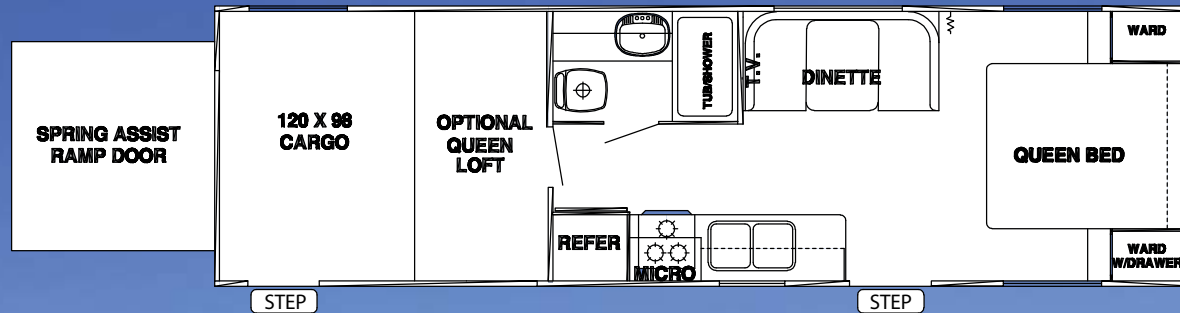 SPRING ASSIST
RAMP DOOR
120 X 98
CARGO
OPTIONAL
QUEEN
LOFT
TUB/SHOWER
T.V.
DINETTE
WARD
QUEEN BED
REFER
MICRO
WARD
W/DRAWER
STEP
STEP